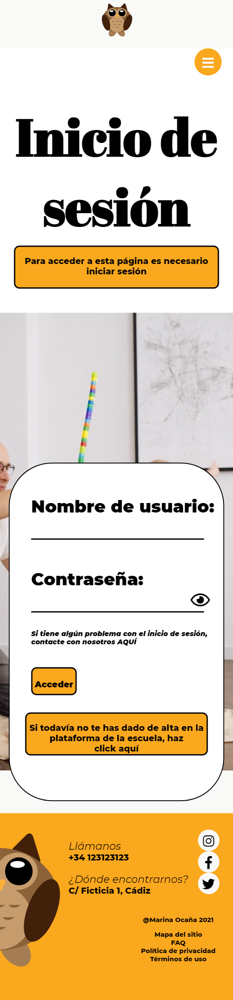 Inicio de
sesión
Para acceder a esta página es necesario
iniciar sesión
Nombre de usuario:
Contraseña:
Si tiene algún problema con el inicio de sesión,
contacte con nosotros AQUÍ
Acceder
Si todavía no te has dado de alta en la
plataforma de la escuela, haz
click aquí
Llámanos
+34 123123123
¿Dónde encontrarnos?
C/ Ficticia 1, Cádiz
@Marina Ocaña 2021
Mapa del sitio
FAQ
Política de privacidad
Términos de uso